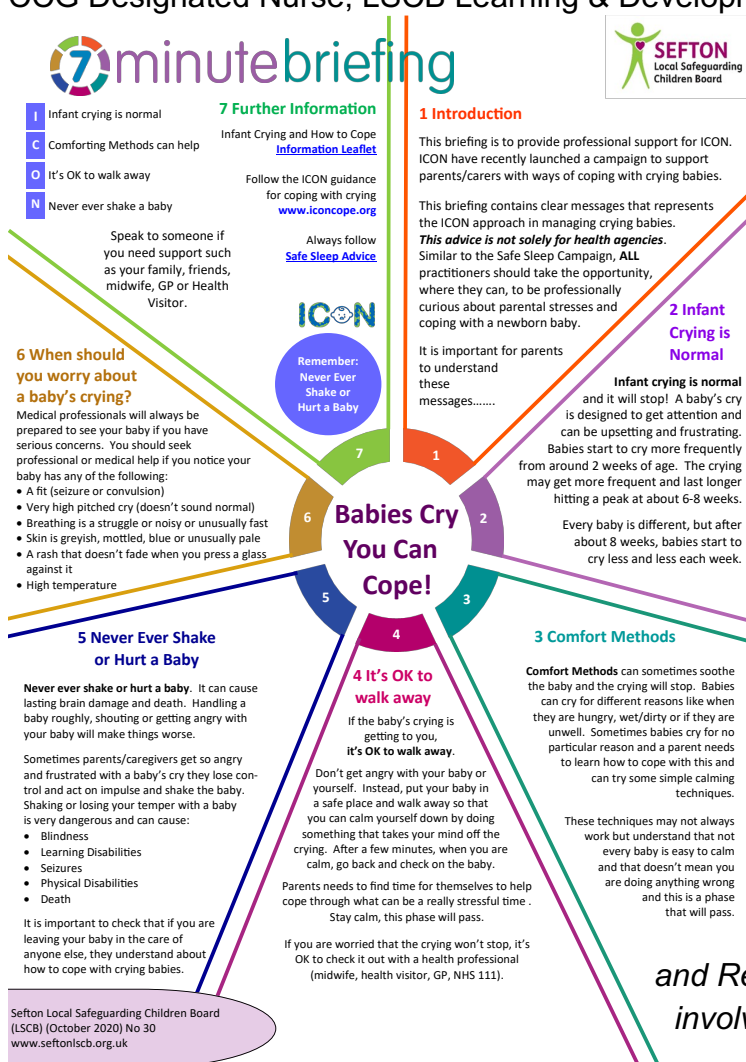 CCG Designated Nurse, LSCB Learning & Develop
7 minutebriefing
SEFTON
Local Safeguarding
Children Board
I Infant crying is normal
C Comforting Methods can help
O It's OK to walk away
N Never ever shake a baby
Speak to someone if
you need support such
as your family, friends,
midwife, GP or Health
Visitor.
7 Further Information
Infant Crying and How to Cope
Information Leaflet
Follow the ICON guidance
for coping with crying
www.iconcope.org
Always follow
Safe Sleep Advice
ICON
Remember:
Never Ever
Shake or
Hurt a Baby
1 Introduction
This briefing is to provide professional support for ICON.
ICON have recently launched a campaign to support
parents/carers with ways of coping with crying babies.
This briefing contains clear messages that represents
the ICON approach in managing crying babies.
This advice is not solely for health agencies.
Similar to the Safe Sleep Campaign, ALL
practitioners should take the opportunity,
where they can, to be professionally
curious about parental stresses and
coping with a newborn baby.
It is important for parents
to understand
these
messages.......
2 Infant
Crying is
Normal
Infant crying is normal
and it will stop! A baby's cry
is designed to get attention and
can be upsetting and frustrating.
Babies start to cry more frequently
from around 2 weeks of age. The crying
may get more frequent and last longer
hitting a peak at about 6-8 weeks.
Every baby is different, but after
about 8 weeks, babies start to
cry less and less each week.
6 When should
you worry about
a baby's crying?
Medical professionals will always be
prepared to see your baby if you have
serious concerns. You should seek
professional or medical help if you notice your
baby has any of the following:
• A fit (seizure or convulsion)
• Very high pitched cry (doesn't sound normal)
• Breathing is a struggle or noisy or unusually fast
• Skin is greyish, mottled, blue or unusually pale
• A rash that doesn't fade when you press a glass
against it
• High temperature
7
1
6
2
5
3
4
Babies Cry
You Can
Cope!
5 Never Ever Shake
or Hurt a Baby
Never ever shake or hurt a baby. It can cause
lasting brain damage and death. Handling a
baby roughly, shouting or getting angry with
your baby will make things worse.
Sometimes parents/caregivers get so angry
and frustrated with a baby's cry they lose con-
trol and act on impulse and shake the baby.
Shaking or losing your temper with a baby
is very dangerous and can cause:
• Blindness
• Learning Disabilities
• Seizures
• Physical Disabilities
• Death
It is important to check that if you are
leaving your baby in the care of
anyone else, they understand about
how to cope with crying babies.
4 It's OK to
walk away
If the baby's crying is
getting to you,
it's OK to walk away.
Don't get angry with your baby or
yourself. Instead, put your baby in
a safe place and walk away so that
you can calm yourself down by doing
something that takes your mind off the
crying. After a few minutes, when you are
calm, go back and check on the baby.
Parents needs to find time for themselves to help
cope through what can be a really stressful time .
Stay calm, this phase will pass.
If you are worried that the crying won't stop, it's
OK to check it out with a health professional
(midwife, health visitor, GP, NHS 111).
3 Comfort Methods
Comfort Methods can sometimes soothe
the baby and the crying will stop. Babies
can cry for different reasons like when
they are hungry, wet/dirty or if they are
unwell. Sometimes babies cry for no
particular reason and a parent needs
to learn how to cope with this and
can try some simple calming
techniques.
These techniques may not always
work but understand that not
every baby is easy to calm
and that doesn't mean you
are doing anything wrong
and this is a phase
that will pass.
and Re
involv
Sefton Local Safeguarding Children Board
(LSCB) (October 2020) No 30
www.seftonlscb.org.uk